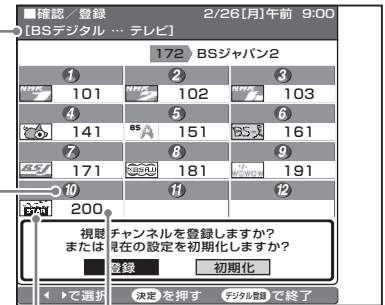 ■確認／登録 2/26[月]午前 9:00
[BSデジタル … テレビ]
172 BSジャパン2
1 2 3
101 102 103
4 5 6
141 151 161
7 8 9
171 181 191
10 11 12
200
視聴チャンネルを登録しますか?
または現在の設定を初期化しますか?
登録 初期化
で選択 決定 を押す デジタル登録 で終了